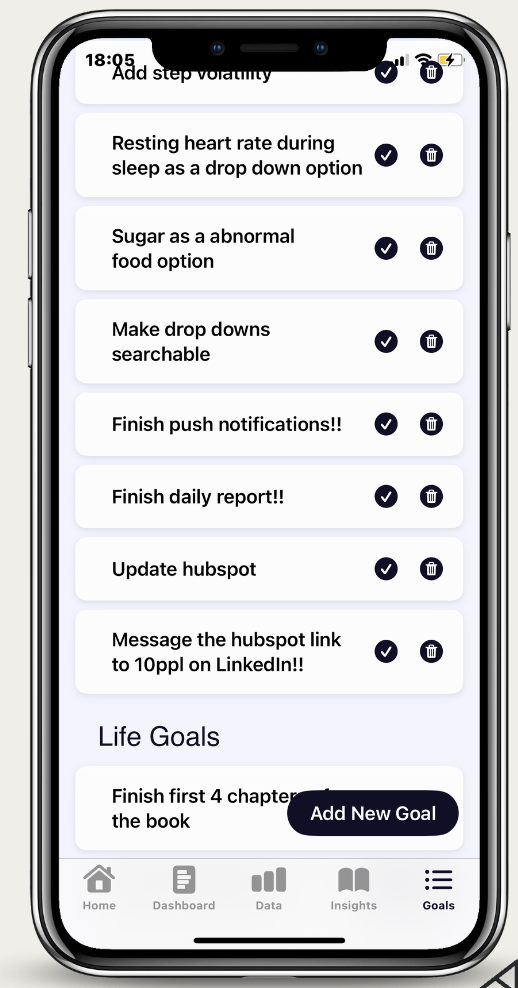 18:05
Add step volatility
Resting heart rate during
sleep as a drop down option
Sugar as a abnormal
food option
Make drop downs
searchable
Finish push notifications!!
Finish daily report!!
Update hubspot
Message the hubspot link
to 10ppl on LinkedIn!!
Life Goals
Finish first 4
the book
Add New Goal
Home
Dashboard
Data
Insights
Goals